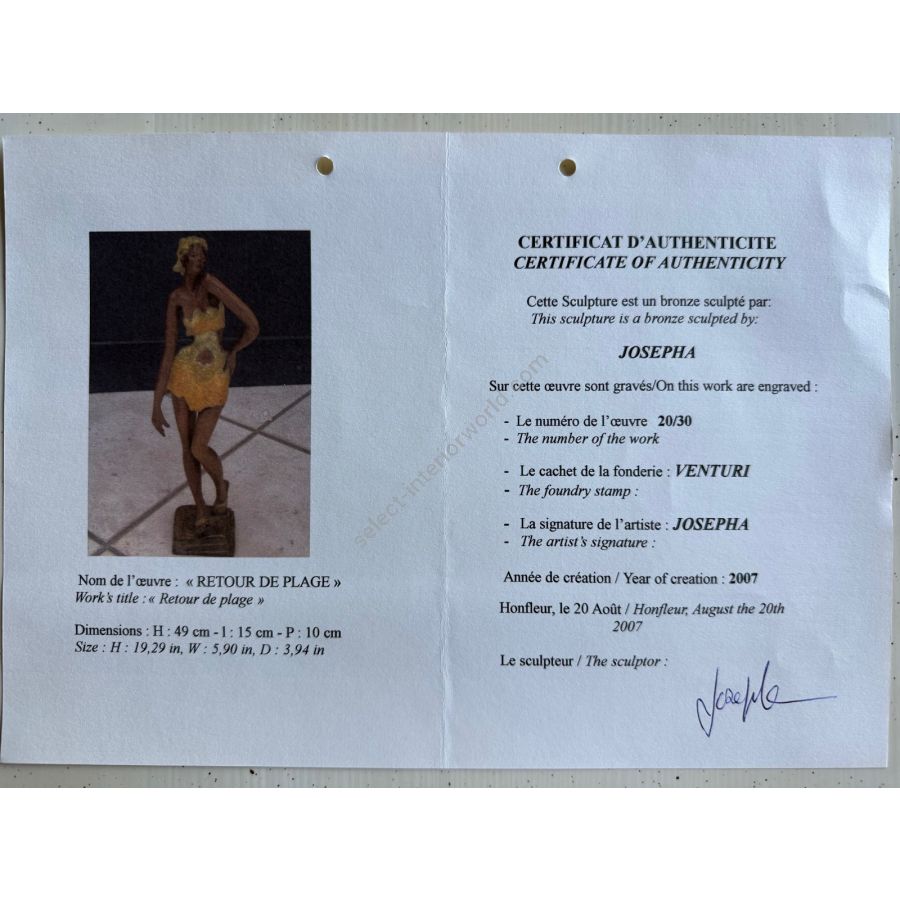 Nom de l’œuvre : « RETOUR DE PLAGE »
Work's title : « Retour de plage »
Dimensions : H : 49 cm - l : 15 cm - P : 10 cm
Size : H : 19,29 in, W : 5,90 in, D : 3,94 in
CERTIFICAT D’AUTHENTICITE
CERTIFICATE OF AUTHENTICITY
Cette Sculpture est un bronze sculpté par:
This sculpture is a bronze sculpted by:
JOSEPHA
Sur cette œuvre sont gravés/On this work are engraved :
- Le numéro de l’œuvre 20/30
- The number of the work
- Le cachet de la fonderie : VENTURI
- The foundry stamp :
- La signature de l’artiste : JOSEPHA
- The artist’s signature :
Année de création / Year of creation : 2007
Honfleur, le 20 Août / Honfleur, August the 20th
2007
Le sculpteur / The sculptor :
Josepha
select-interiorworld.com